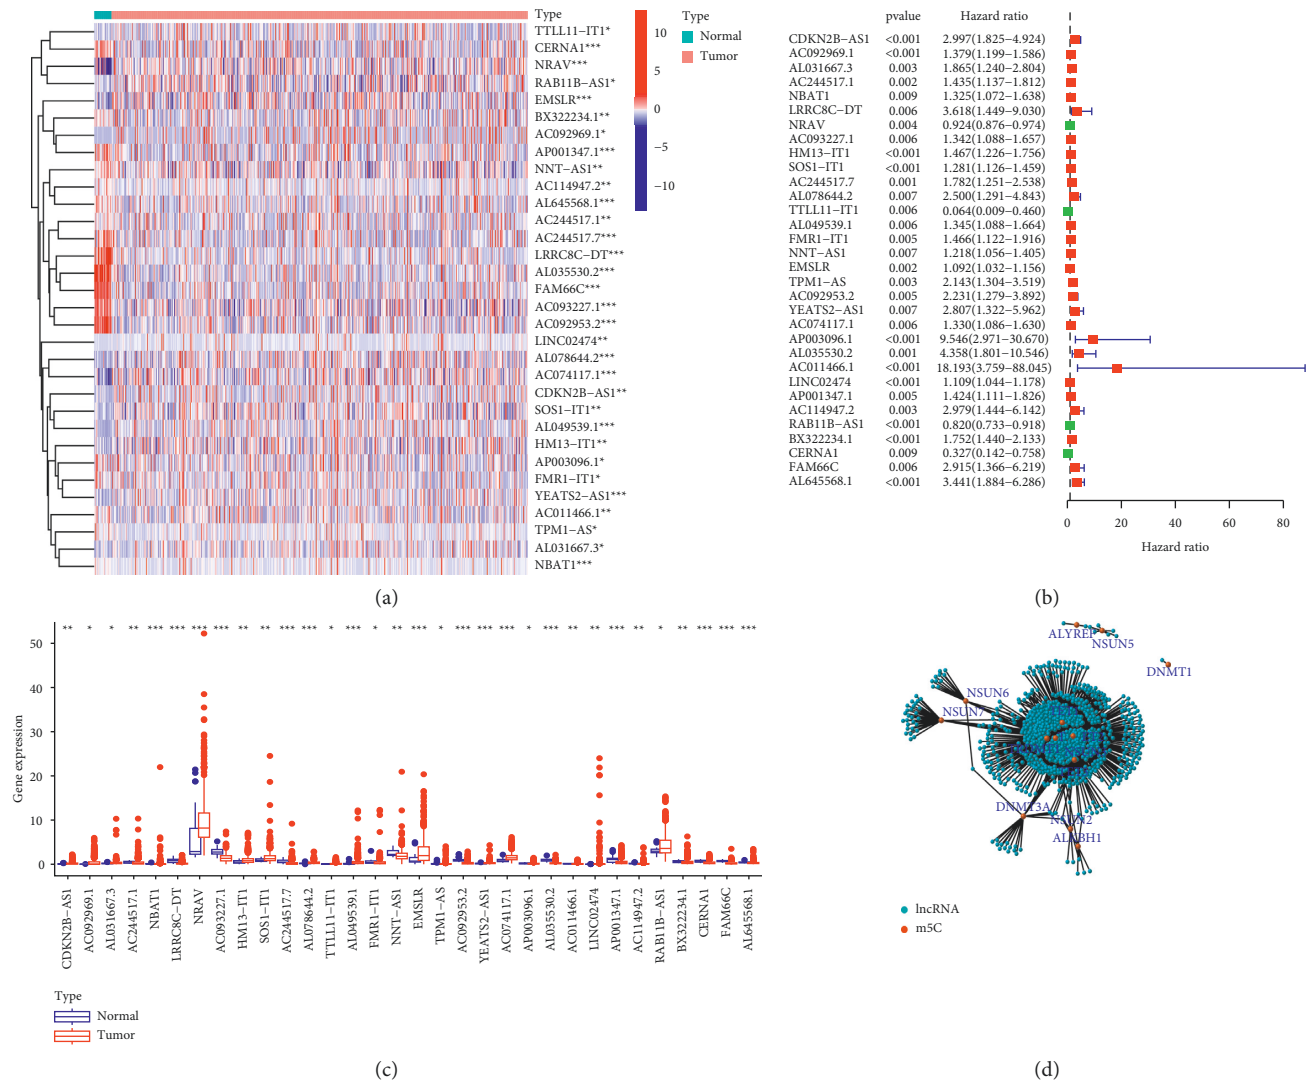 Type
TTLL11−IT1*
CERNA1***
NRAV***
RAB11B−AS1*
EMSLR***
BX322234.1**
AC092969.1*
AP001347.1***
NNT−AS1**
AC114947.2**
AL645568.1***
AC244517.1**
AC244517.7***
LRRC8C−DT***
AL035530.2***
FAM66C***
AC093227.1***
AC092953.2***
LINC02474**
AL078644.2***
AC074117.1***
CDKN2B−AS1**
SOS1−IT1**
AL049539.1***
HM13−IT1**
AP003096.1*
FMR1−IT1*
YEATS2−AS1***
AC011466.1**
TPM1−AS*
AL031667.3*
NBAT1***
10
5
0
−5
−10
Type
Normal
Tumor
(a)
pvalue Hazard ratio
CDKN2B−AS1 <0.001 2.997(1.825−4.924)
AC092969.1 <0.001 1.379(1.199−1.586)
AL031667.3 0.003 1.865(1.240−2.804)
AC244517.1 0.002 1.435(1.137−1.812)
NBAT1 0.009 1.325(1.072−1.638)
LRRC8C−DT 0.006 3.618(1.449−9.030)
NRAV 0.004 0.924(0.876−0.974)
AC093227.1 0.006 1.342(1.088−1.657)
HM13−IT1 <0.001 1.467(1.226−1.756)
SOS1−IT1 <0.001 1.281(1.126−1.459)
AC244517.7 0.001 1.782(1.251−2.538)
AL078644.2 0.007 2.500(1.291−4.843)
TTLL11−IT1 0.006 0.064(0.009−0.460)
AL049539.1 0.006 1.345(1.088−1.664)
FMR1−IT1 0.005 1.466(1.122−1.916)
NNT−AS1 0.007 1.218(1.056−1.405)
EMSLR 0.002 1.092(1.032−1.156)
TPM1−AS 0.003 2.143(1.304−3.519)
AC092953.2 0.005 2.231(1.279−3.892)
YEATS2−AS1 0.007 2.807(1.322−5.962)
AC074117.1 0.006 1.330(1.086−1.630)
AP003096.1 <0.001 9.546(2.971−30.670)
AL035530.2 0.001 4.358(1.801−10.546)
AC011466.1 <0.001 18.193(3.759−88.045)
LINC02474 <0.001 1.109(1.044−1.178)
AP001347.1 0.005 1.424(1.111−1.826)
AC114947.2 0.003 2.979(1.444−6.142)
RAB11B−AS1 <0.001 0.820(0.733−0.918)
BX322234.1 <0.001 1.752(1.440−2.133)
CERNA1 0.009 0.327(0.142−0.758)
FAM66C 0.006 2.915(1.366−6.219)
AL645568.1 <0.001 3.441(1.884−6.286)
0 20 40 60 80
Hazard ratio
(b)
** * * ** *** *** *** *** ** ** *** *** * *** * ** *** * *** *** *** * *** ** ** *** ** * ** *** *** ***
50
40
30
20
10
0
Gene expression
CDKN2B−AS1
AC092969.1
AL031667.3
AC244517.1
NBAT1
LRRC8C−DT
NRAV
AC093227.1
HM13−IT1
SOS1−IT1
AC244517.7
AL078644.2
TTLL11−IT1
AL049539.1
FMR1−IT1
NNT−AS1
EMSLR
TPM1−AS
AC092953.2
YEATS2−AS1
AC074117.1
AP003096.1
AL035530.2
AC011466.1
LINC02474
AP001347.1
AC114947.2
RAB11B−AS1
BX322234.1
CERNA1
FAM66C
AL645568.1
Type
Normal
Tumor
(c)
ALYREF
NSUN5
DNMT1
NSUN6
NSUN7
DNMT3A
NSUN2
ALKBH1
lncRNA
m5C
(d)